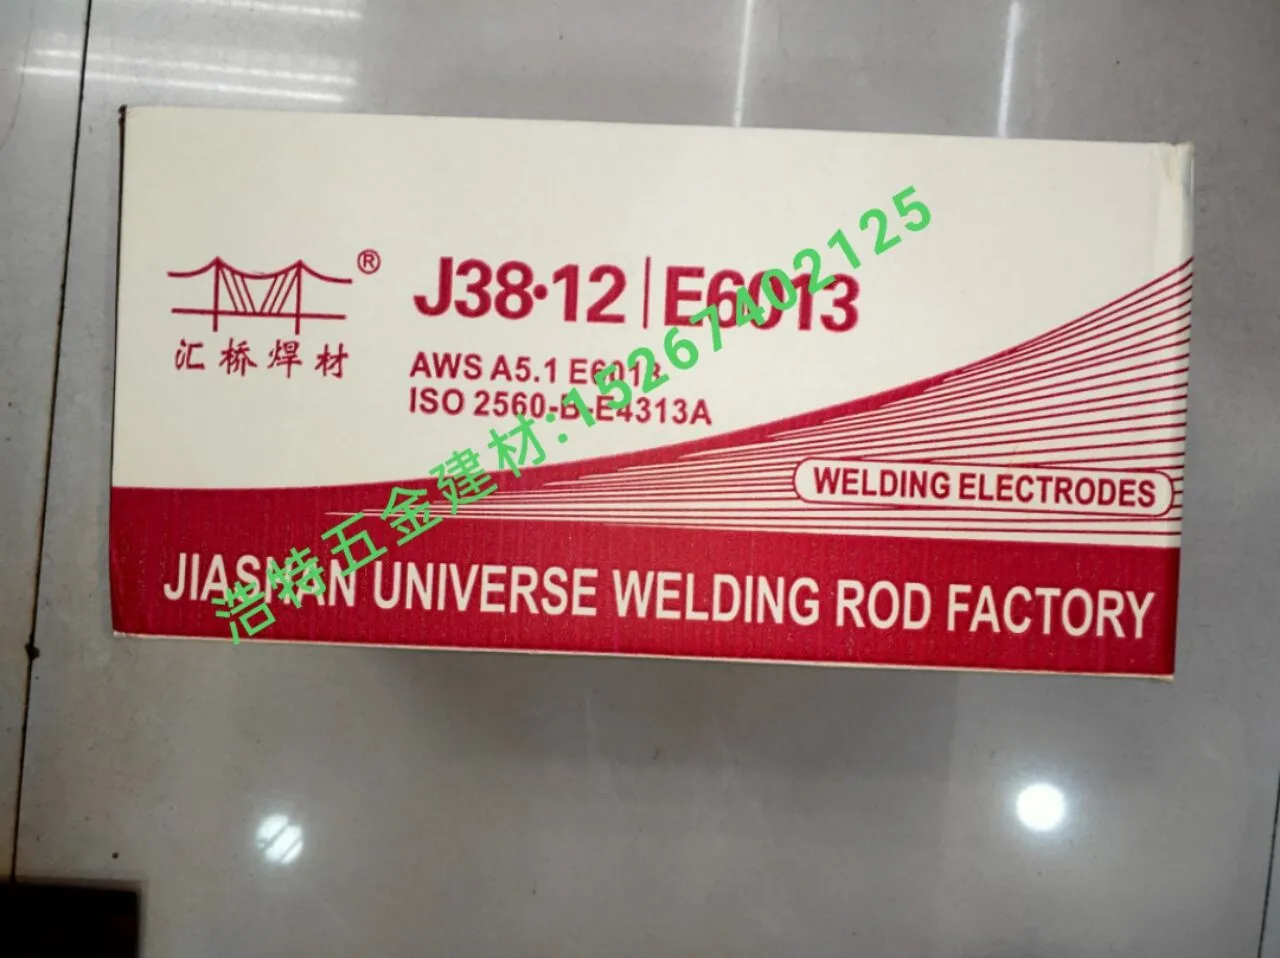 ®
汇桥焊材
J38·12 | E6013
AWS A5.1 E6013
ISO 2560-B-E4313A
WELDING ELECTRODES
JIASHAN UNIVERSE WELDING ROD FACTORY
浩特五金建材:15267402125